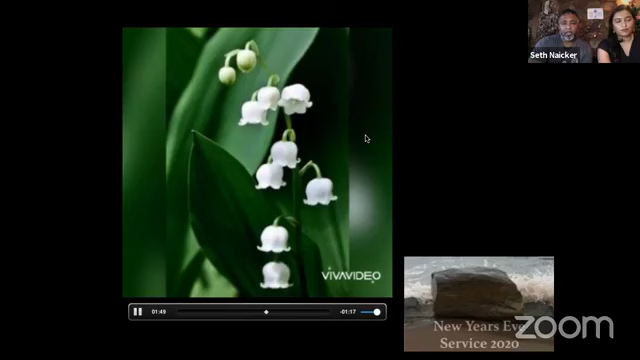 Seth Naicker
VIVAVIDEO
01:49
-01:17
New Years Eve
Service 2020
zoom